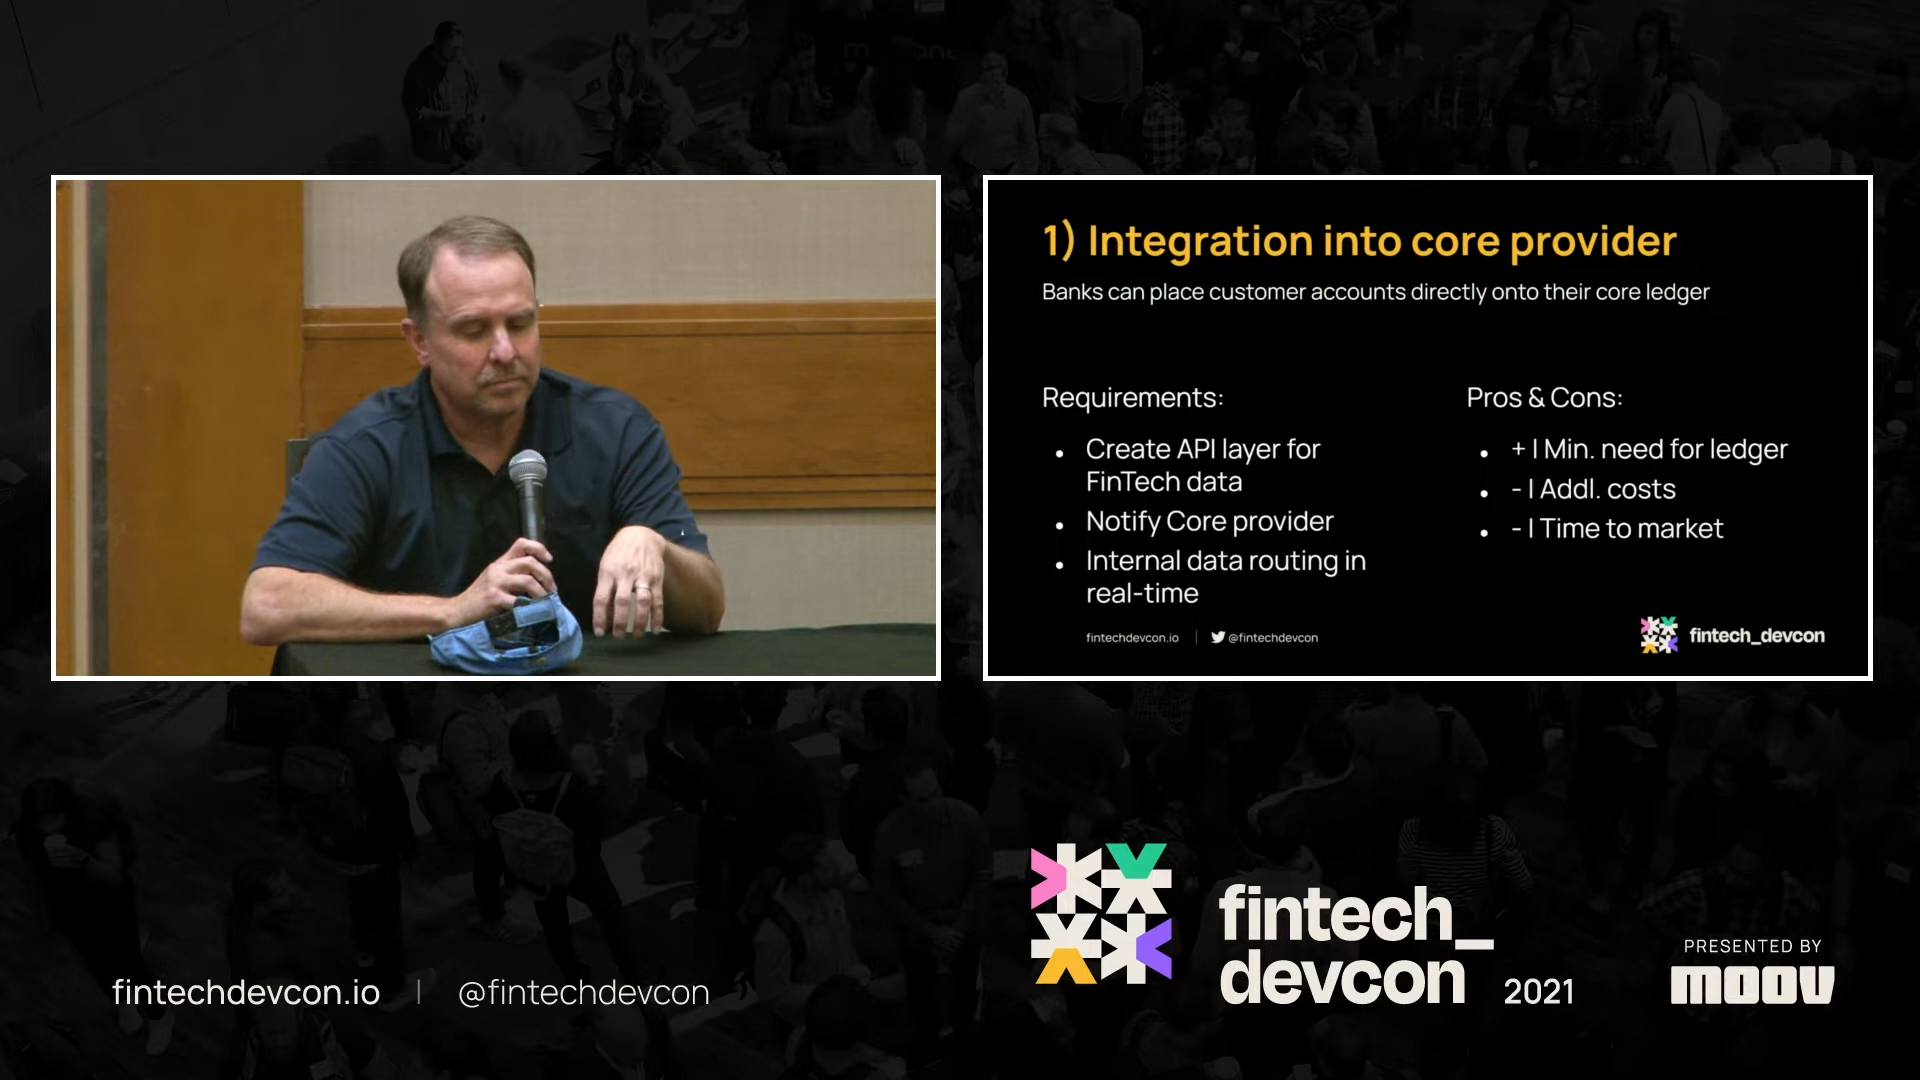 1) Integration into core provider
Banks can place customer accounts directly onto their core ledger
Requirements:
• Create API layer for
FinTech data
• Notify Core provider
• Internal data routing in
real-time
Pros & Cons:
• + | Min. need for ledger
• - | Addl. costs
• - | Time to market
fintechdevcon.io | @fintechdevcon
fintech_devcon
fintechdevcon.io | @fintechdevcon
fintech_
devcon 2021
PRESENTED BY
moov